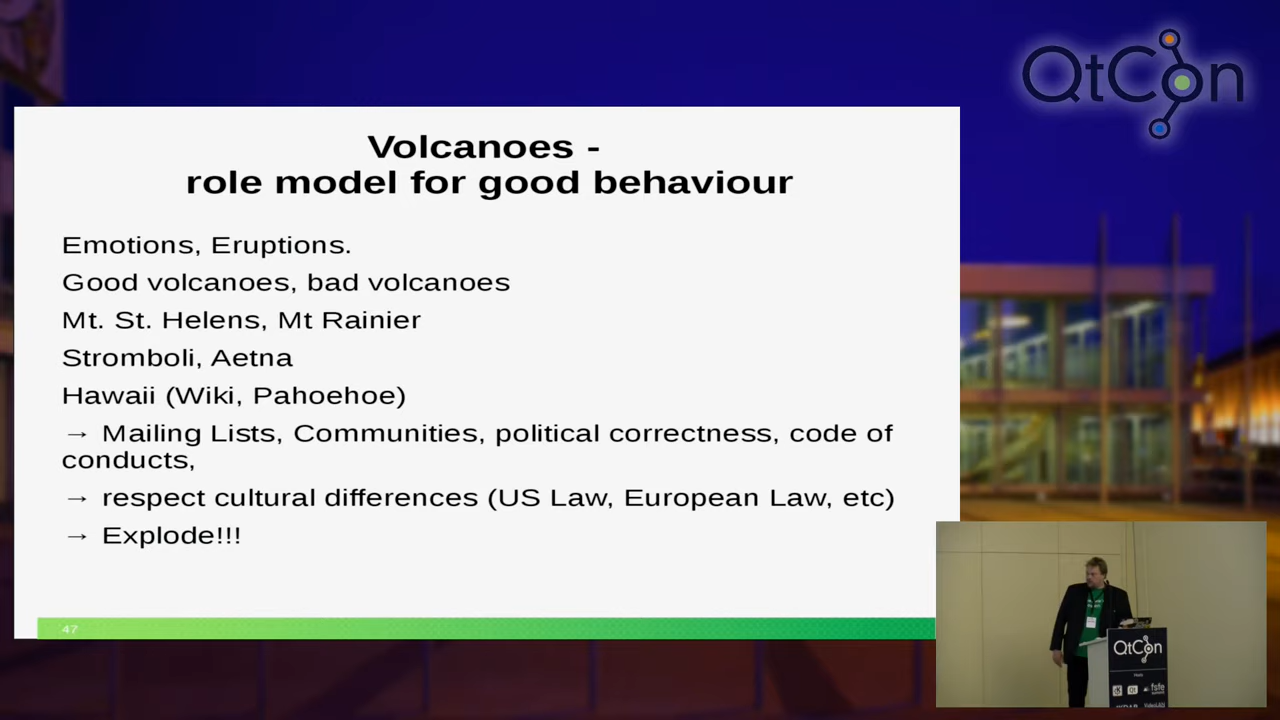 QtCon
Volcanoes -
role model for good behaviour
Emotions, Eruptions.
Good volcanoes, bad volcanoes
Mt. St. Helens, Mt Rainier
Stromboli, Aetna
Hawaii (Wiki, Pahoehoe)
→ Mailing Lists, Communities, political correctness, code of
conducts,
→ respect cultural differences (US Law, European Law, etc)
→ Explode!!!
47
QtCon
fsfe